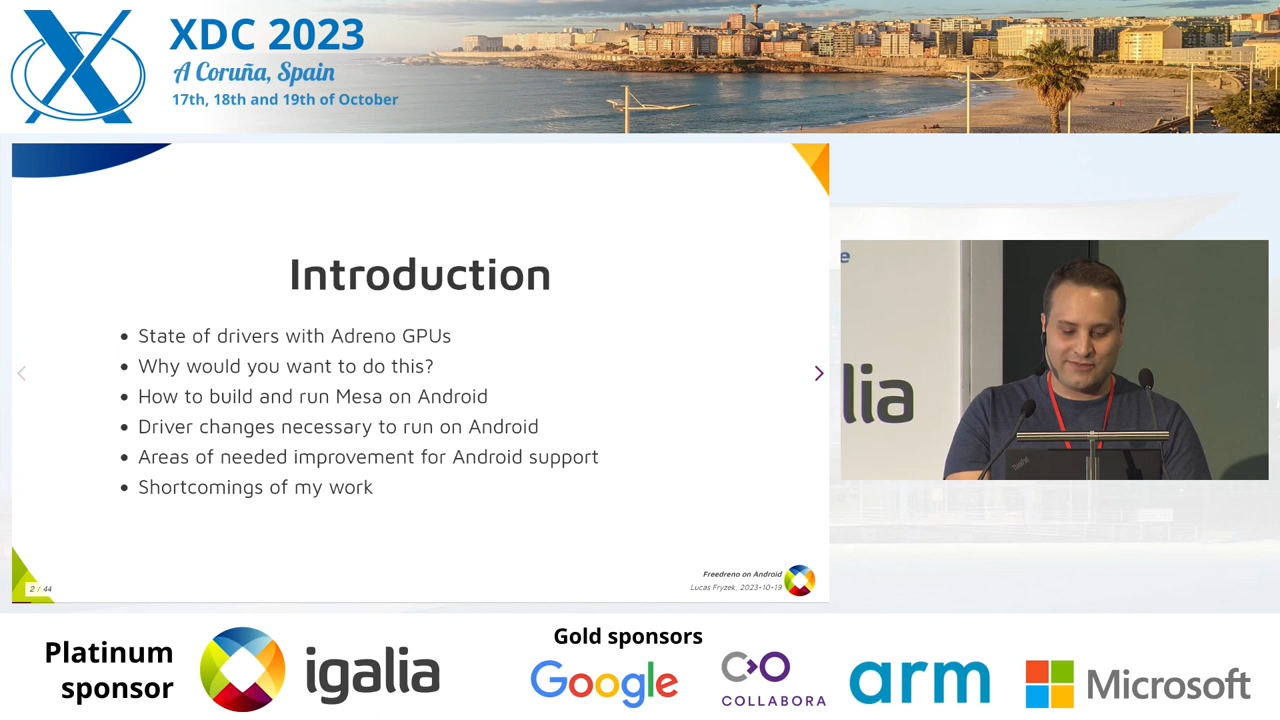 XDC 2023
A Coruña, Spain
17th, 18th and 19th of October
Introduction
• State of drivers with Adreno GPUs
• Why would you want to do this?
• How to build and run Mesa on Android
• Driver changes necessary to run on Android
• Areas of needed improvement for Android support
• Shortcomings of my work
2 / 44
Freedreno on Android
Lucas Fryzek, 2023-10-19
e
lia
ThinkPad
Platinum
sponsor
igalia
Gold sponsors
Google
COLLABORA
arm
Microsoft